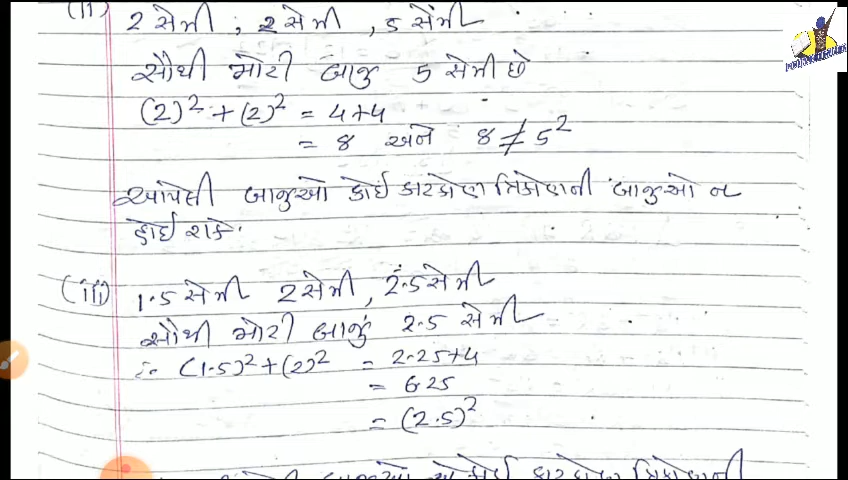 (ii) 2 સેમી , 2 સેમી , 5 સેંમી
સૌથી મોટી બાજુ 5 સેમી છે
(2)² + (2)² = 4+4
= 8 અને 8 ≠ 5²
આપેલી બાજુઓ કોઈ કાટકોણ ત્રિકોણની બાજુઓ ન
હોઈ શકે.
(iii) 1.5 સેમી 2 સેમી, 2.5 સેમી
સૌથી મોટી બાજુ 2.5 સેમી
∴ (1.5)² + (2)² = 2.25+4
= 6.25
= (2.5)²
બાજુઓ એ કોઈ કાટકોણ ત્રિકોણની